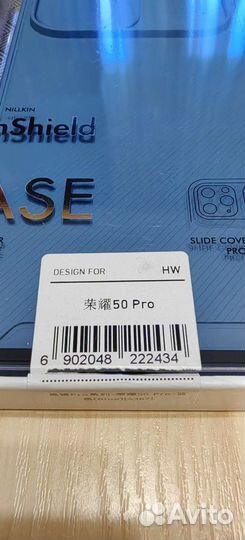 NILLKIN
nShield
ASE
SLIDE COVE
PRO
DESIGN FOR HW
荣耀50 Pro
6 902048 222434
Avito